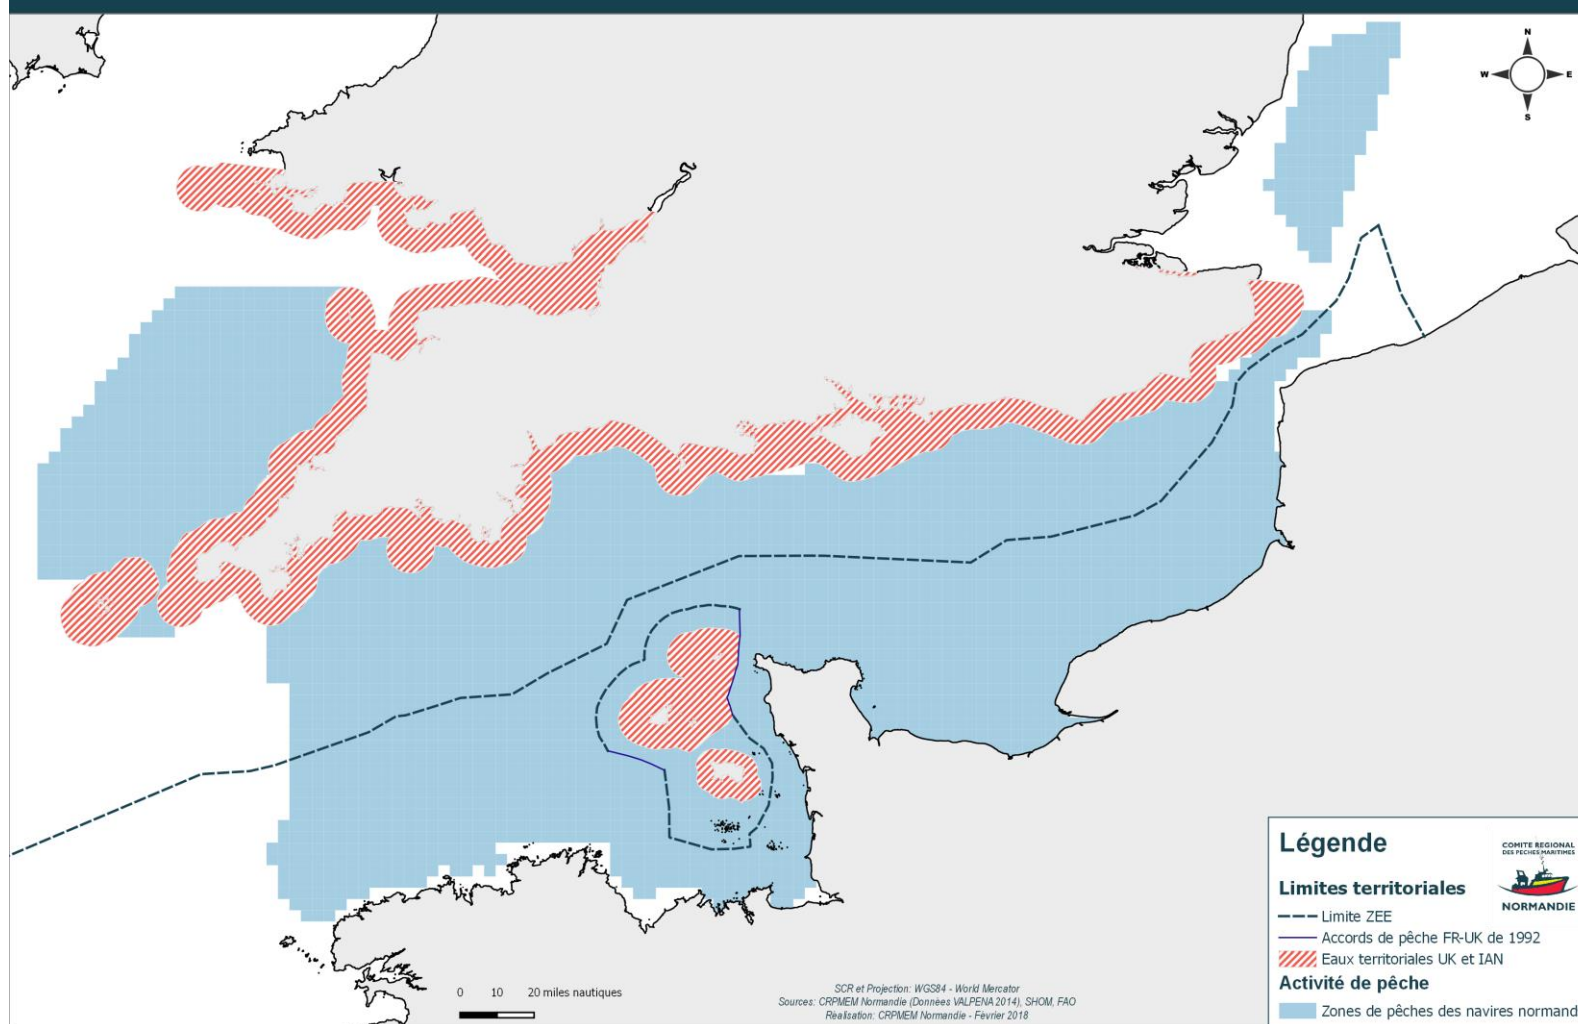 N
W E
S
Légende
COMITE REGIONAL
DES PECHES MARITIMES
NORMANDIE
Limites territoriales
Limite ZEE
Accords de pêche FR-UK de 1992
Eaux territoriales UK et IAN
Activité de pêche
Zones de pêches des navires normand
0 10 20 miles nautiques
SCR et Projection: WGS84 - World Mercator
Sources: CRPMEM Normandie (Données VALPENA 2014), SHOM, FAO
Réalisation: CRPMEM Normandie - Février 2018